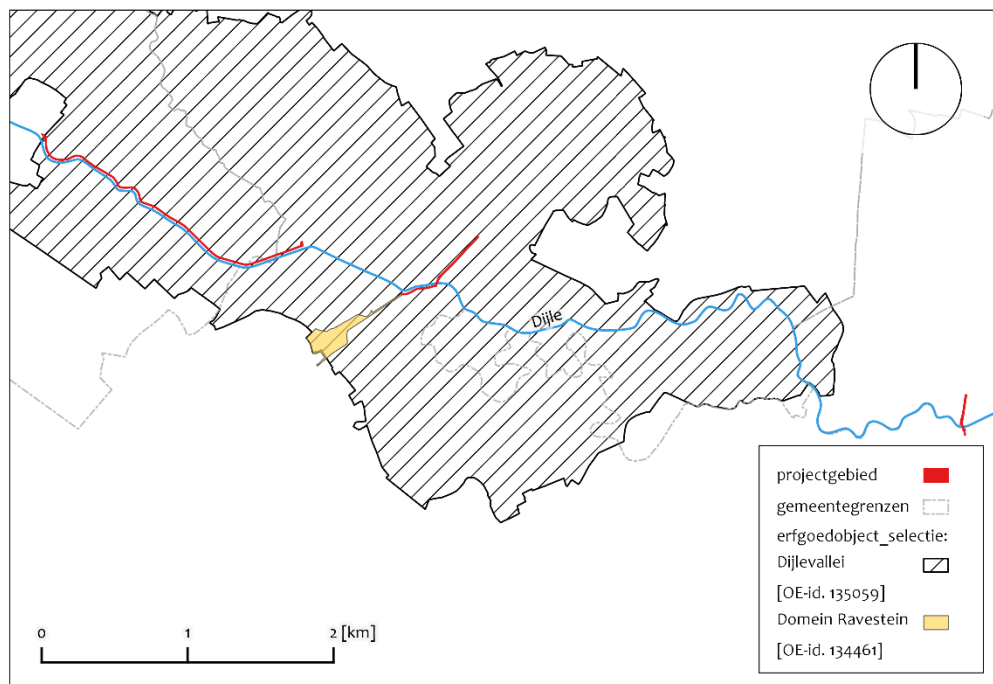 Dijle
projectgebied
gemeentegrenzen
erfgoedobject_selectie:
Dijlevallei
[OE-id. 135059]
Domein Ravestein
[OE-id. 134461]
0 1 2 [km]